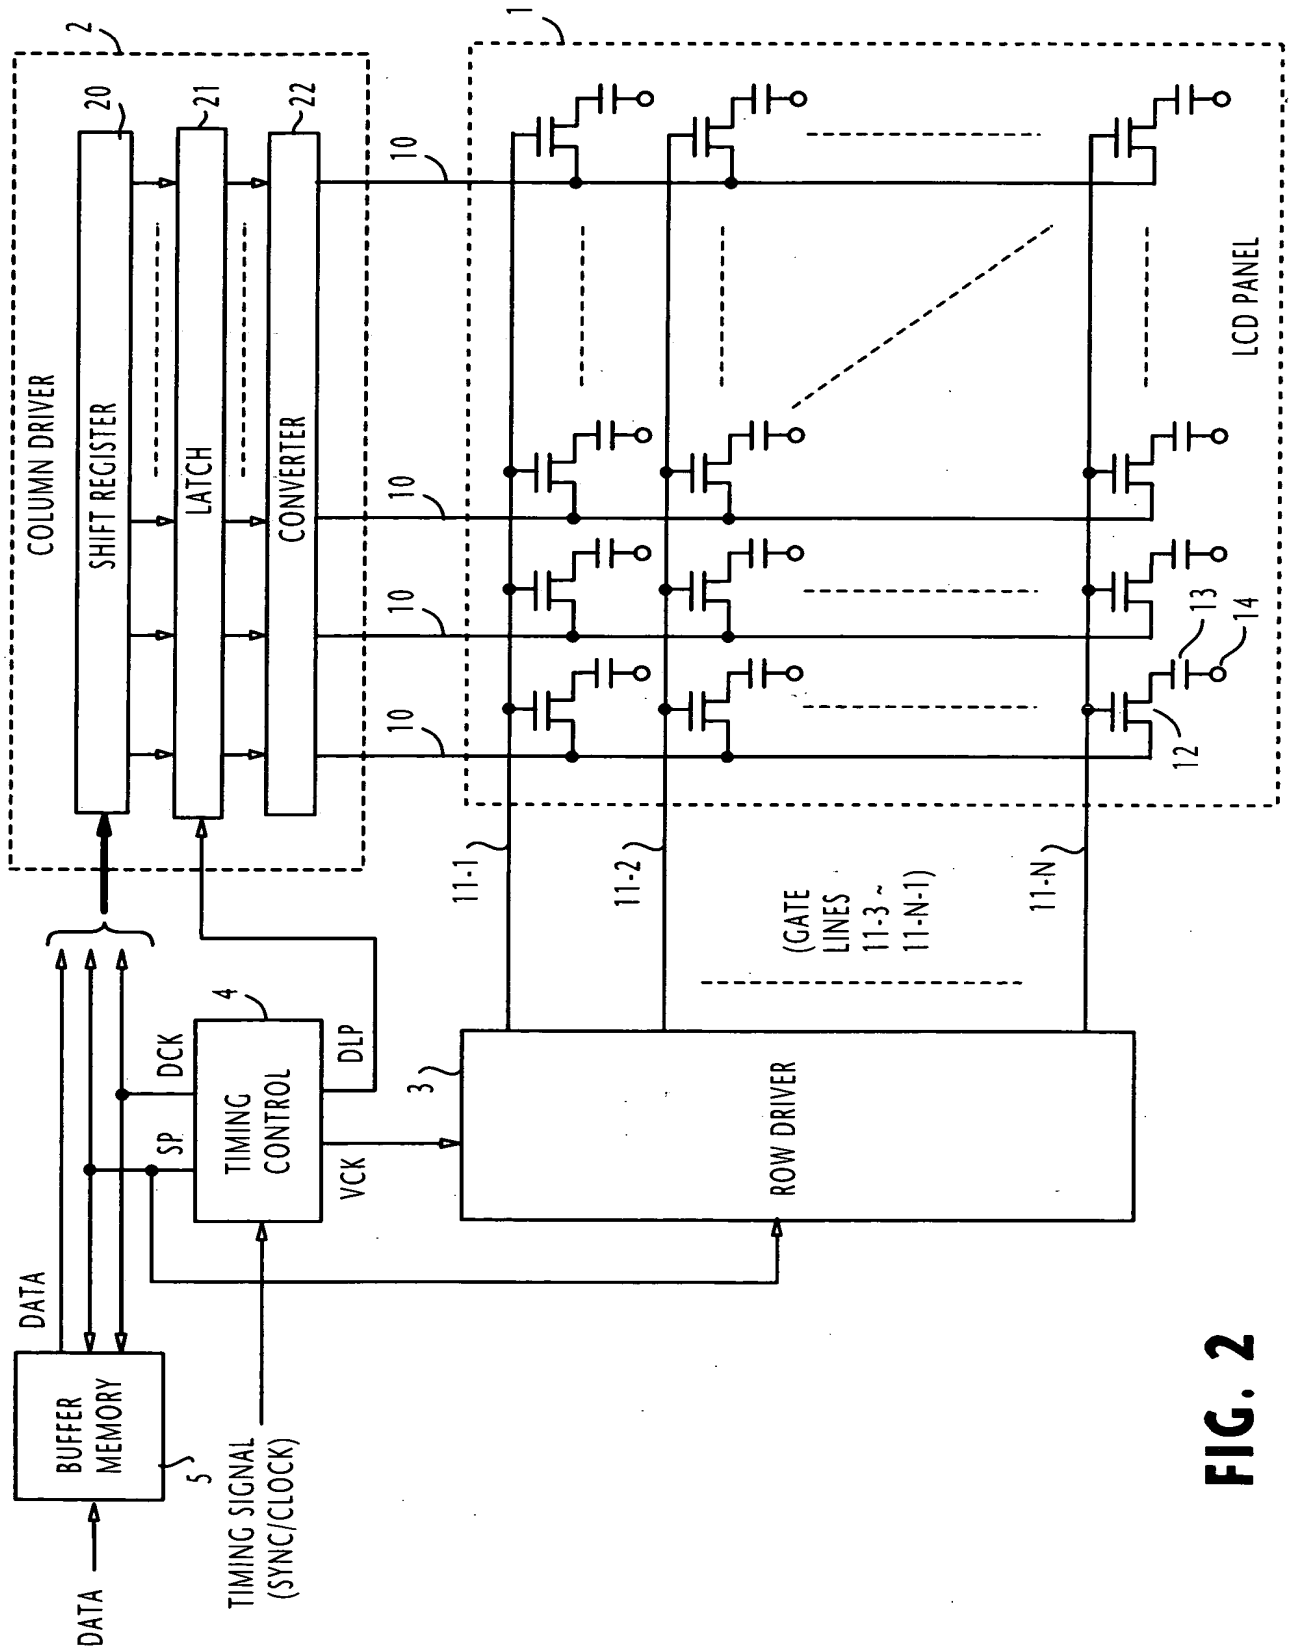 DATA
BUFFER
MEMORY
5
DATA
TIMING SIGNAL
(SYNC/CLOCK)
SP
DCK
TIMING
CONTROL
4
VCK
DLP
COLUMN DRIVER
2
SHIFT REGISTER
20
LATCH
21
CONVERTER
22
10
10
10
10
1
3
ROW DRIVER
11-1
11-2
(GATE
LINES
11-3 ~
11-N-1)
11-N
12
13
14
LCD PANEL
FIG. 2